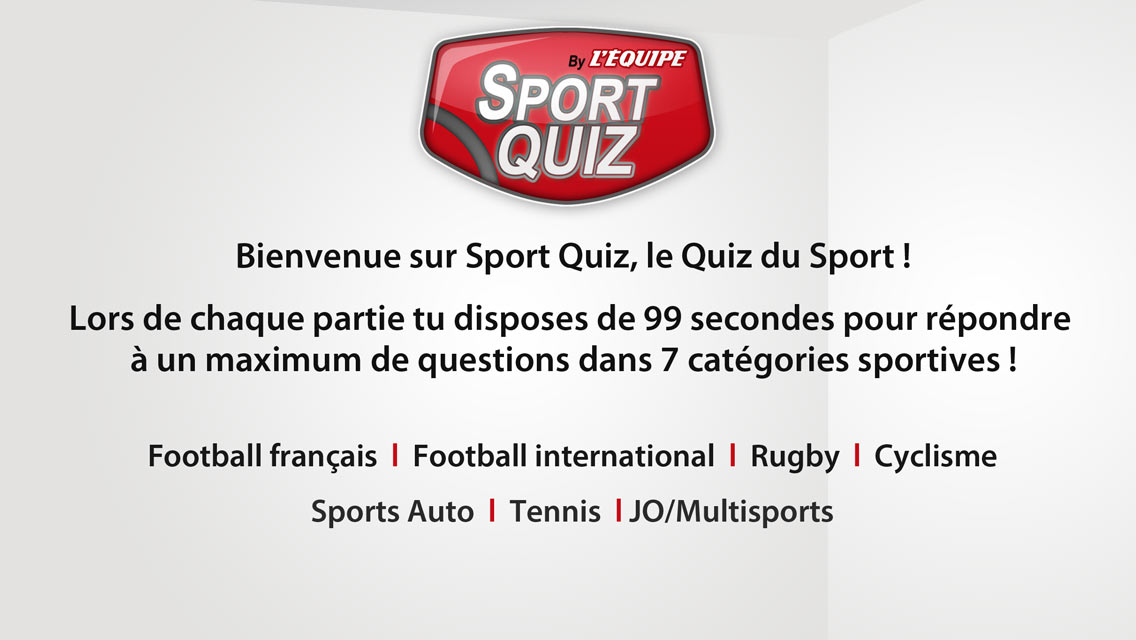 By L'ÉQUIPE
SPORT
QUIZ
Bienvenue sur Sport Quiz, le Quiz du Sport !
Lors de chaque partie tu disposes de 99 secondes pour répondre
à un maximum de questions dans 7 catégories sportives !
Football français | Football international | Rugby | Cyclisme
Sports Auto | Tennis | JO/Multisports